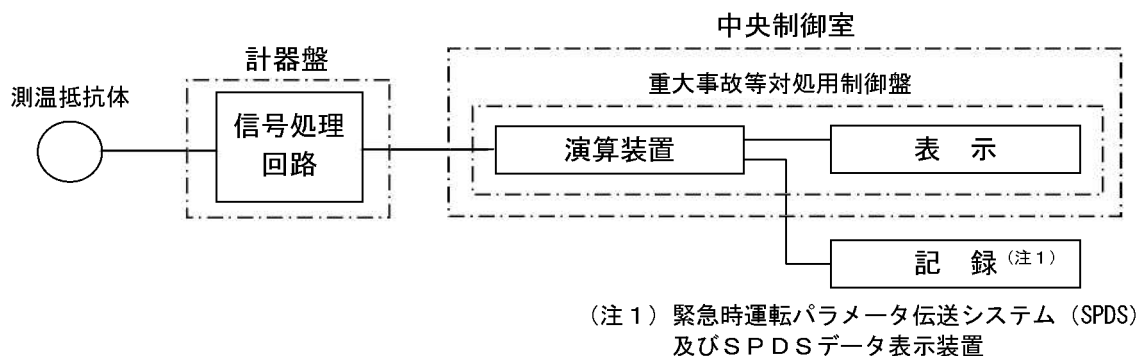 中央制御室
計器盤
重大事故等対処用制御盤
測温抵抗体
信号処理
回路
演算装置
表 示
記 録(注1)
(注1) 緊急時運転パラメータ伝送システム(SPDS)
及びSPDSデータ表示装置